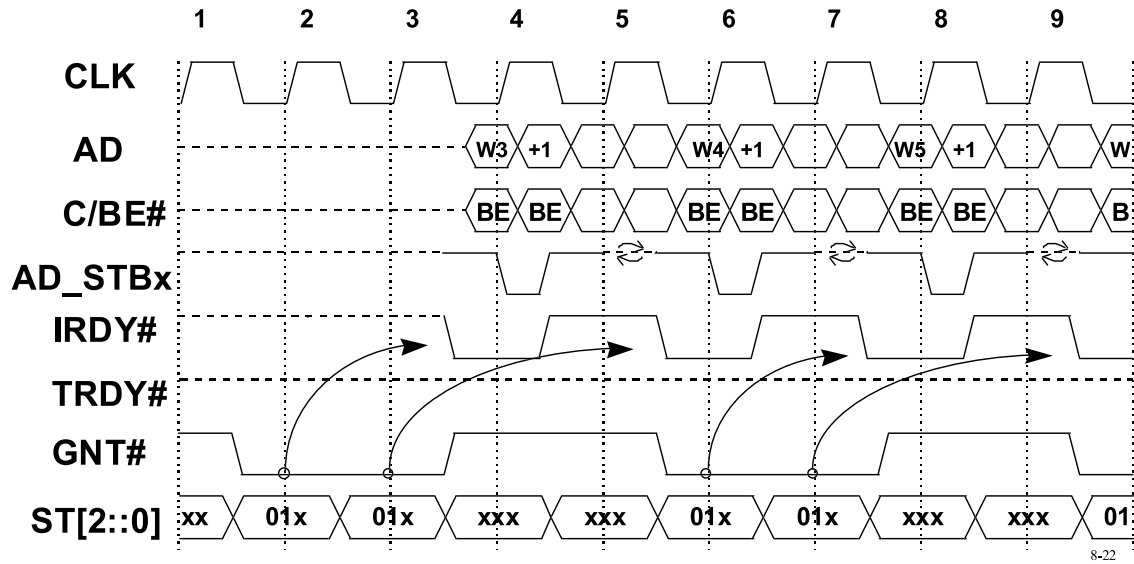 1 2 3 4 5 6 7 8 9
CLK
AD W3 +1 W4 +1 W5 +1 W
C/BE# BE BE BE BE BE BE B
AD_STBx
IRDY#
TRDY#
GNT#
ST[2::0] xx 01x 01x xxx xxx 01x 01x xxx xxx 01
8-22